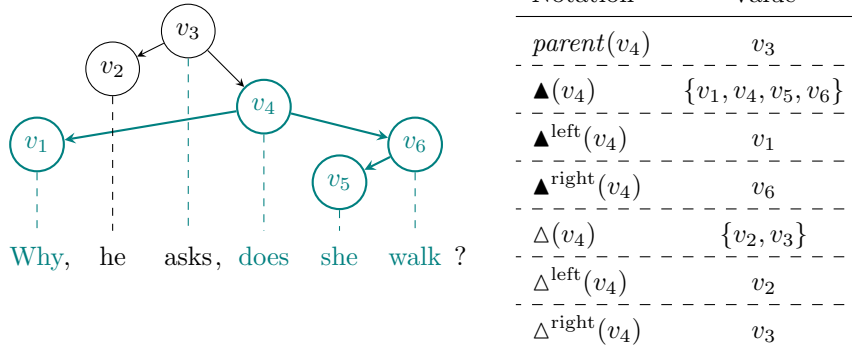 v₃
v₂
v₄
v₁
v₆
v₅
Why, he asks, does she walk ?
Notation Value
parent(v₄) v₃
▲(v₄) {v₁, v₄, v₅, v₆}
▲left(v₄) v₁
▲right(v₄) v₆
△(v₄) {v₂, v₃}
△left(v₄) v₂
△right(v₄) v₃